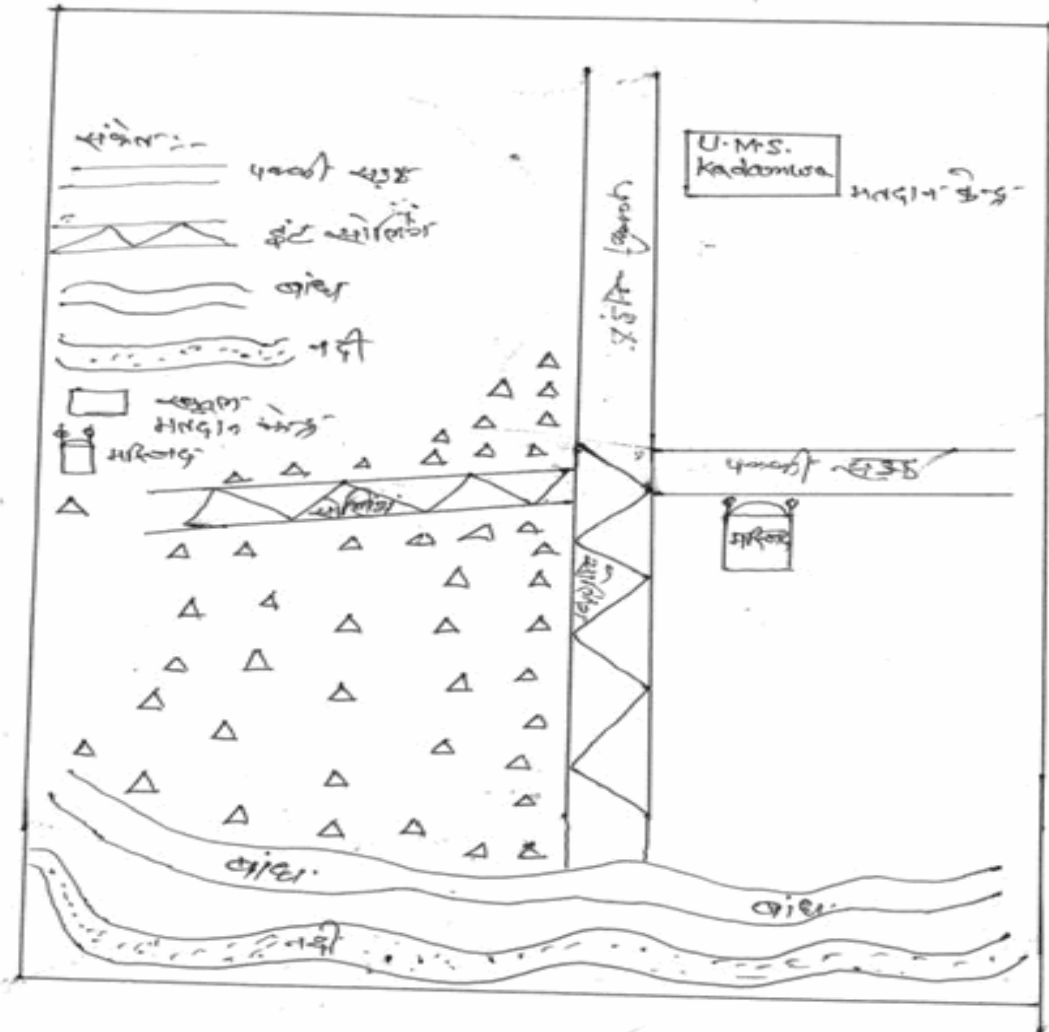 संकेत :-
पक्की सड़क
ईंट सोलिंग
बांध
नदी
स्कूल
मतदान केन्द्र
मस्जिद
U.M.S.
Kadamwa
मतदान केन्द्र
पक्की सड़क
सोलिंग
मस्जिद
सोलिंग
बांध
बांध
नदी